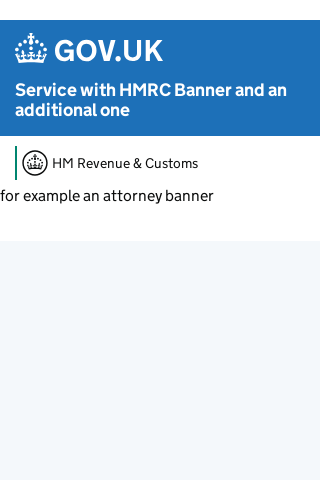 GOV.UK
Service with HMRC Banner and an
additional one
HM Revenue & Customs
for example an attorney banner